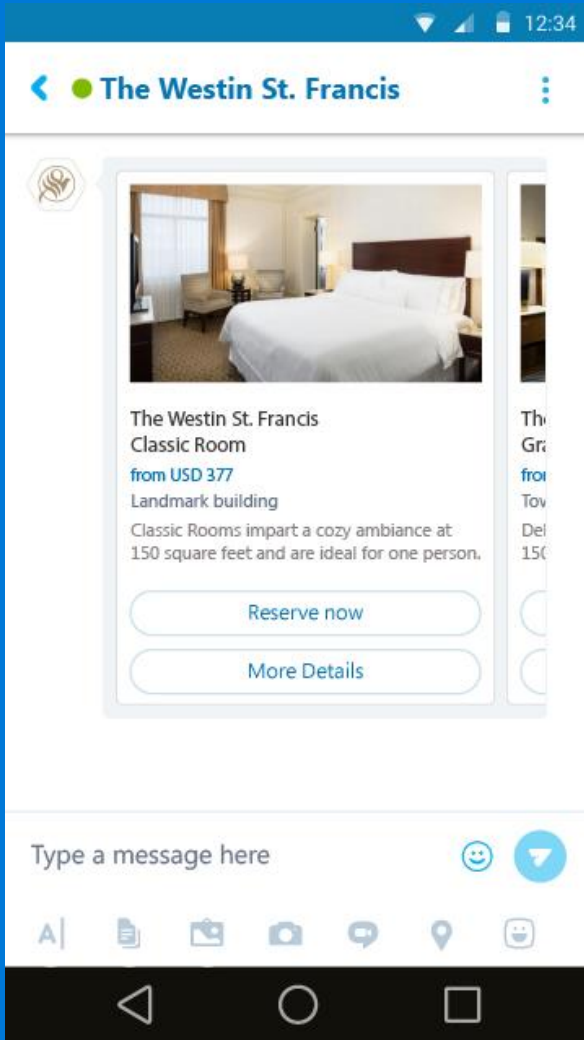 12:34
The Westin St. Francis
The Westin St. Francis
Classic Room
from USD 377
Landmark building
Classic Rooms impart a cozy ambiance at
150 square feet and are ideal for one person.
Reserve now
More Details
Type a message here
A|